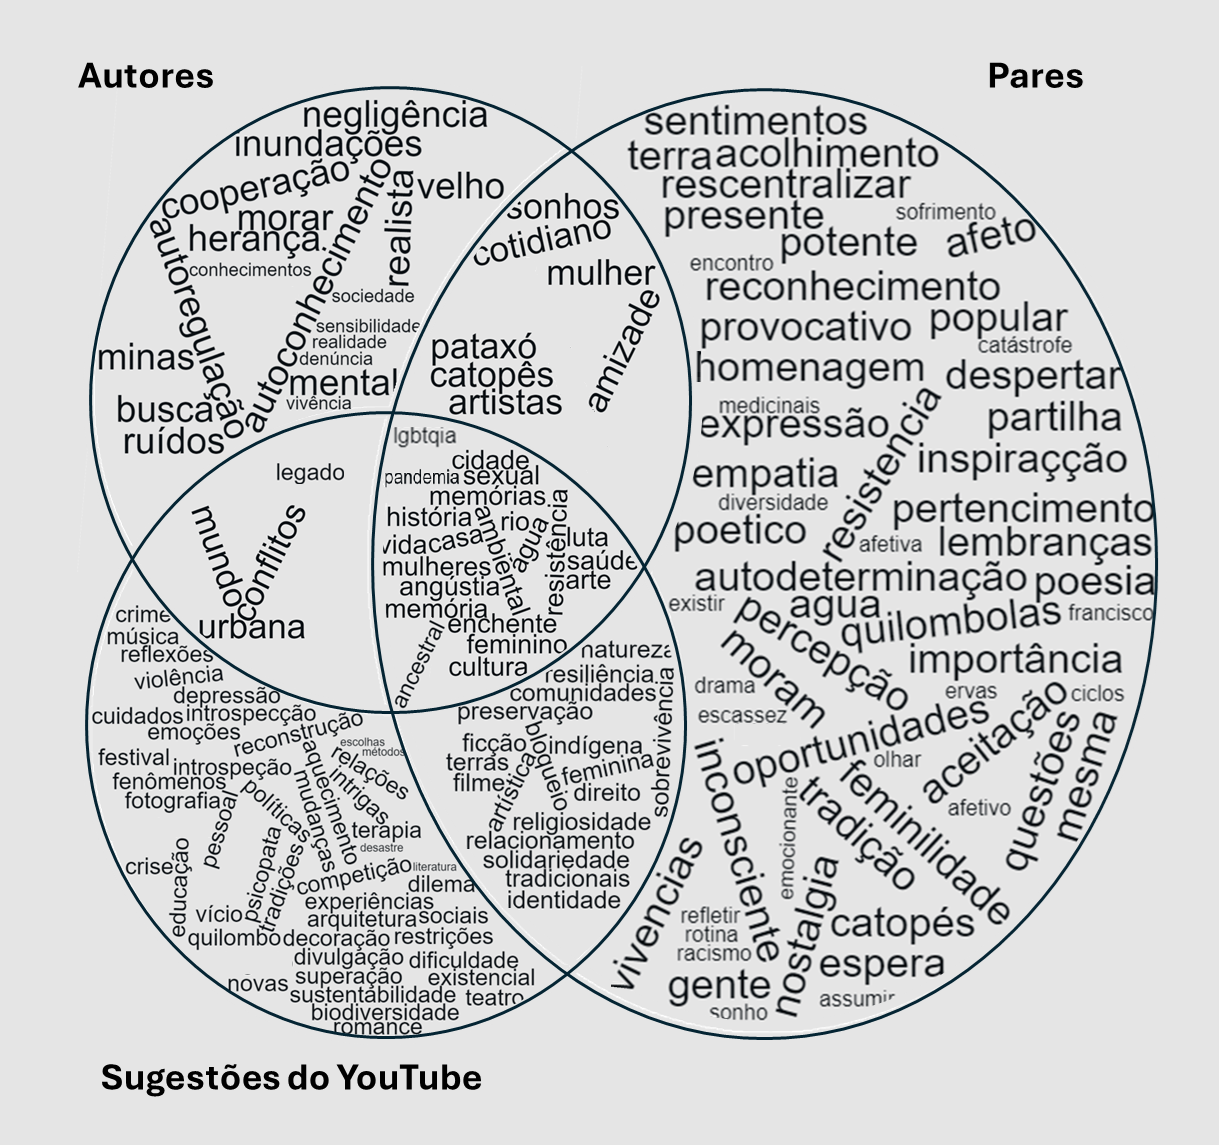 Autores
Pares
negligência
inundações
cooperação
velho
morar
herança
autoconhecimento
realista
autoregulação
conhecimentos
sociedade
sensibilidade
realidade
denúncia
minas
mental
vivência
busca
ruídos
sonhos
cotidiano
mulher
amizade
pataxó
catopês
artistas
sentimentos
terra acolhimento
rescentralizar
presente
sofrimento
potente
afeto
encontro
reconhecimento
provocativo
popular
catástrofe
homenagem
despertar
medicinais
expressão
resistencia
partilha
empatia
inspiracção
diversidade
pertencimento
poetico
afetiva
lembranças
autodeterminação
poesia
existir
percepção
agua
quilombolas
francisco
moram
importância
drama
ervas
ciclos
escassez
oportunidades
aceitação
questões
mesma
olhar
inconsciente
feminilidade
tradição
afetivo
emocionante
vivencias
nostalgia
refletir
rotina
racismo
catopés
gente
espera
sonho
assumir
legado
mundo
conflitos
urbana
lgbtqia
cidade
pandemia
sexual
memórias
história
rio
vida
casa
ambiental
água
resistência
luta
mulheres
saúde
angústia
arte
memória
enchente
feminino
ancestral
cultura
natureza
resiliência
comunidades
preservação
sobrevivência
ficção
bloqueio
indígena
terras
feminina
filme
artística
direito
religiosidade
relacionamento
solidariedade
tradicionais
identidade
crime
música
reflexões
violência
depressão
cuidados
introspecção
emoções
reconstrução
escolhas
métodos
festival
introspeção
aquecimento
relações
fenômenos
intrigas
fotografia
políticas
mudanças
pessoal
terapia
desastre
crise
educação
psicopata
tradições
competição
literatura
dilema
experiências
vício
arquitetura
sociais
quilombo
decoração
restrições
divulgação
dificuldade
novas
superação
existencial
sustentabilidade
teatro
biodiversidade
romance
Sugestões do YouTube